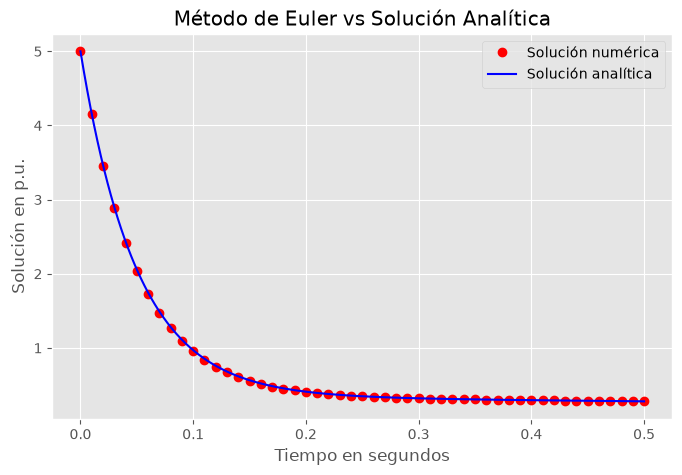 Método de Euler vs Solución Analítica
Solución numérica
Solución analítica
Solución en p.u.
5
4
3
2
1
0.0 0.1 0.2 0.3 0.4 0.5
Tiempo en segundos